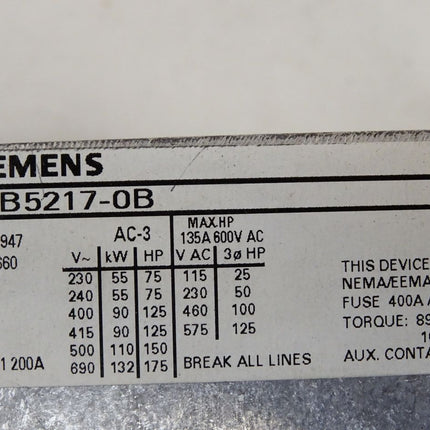 EMENS
B5217-0B
947
660
1 200A
AC-3
V~ kW HP
230 55 75
240 55 75
400 90 125
415 90 125
500 110 150
690 132 175
MAX.HP
135A 600V AC
V AC 3ø HP
115 25
230 50
460 100
575 125
BREAK ALL LINES
THIS DEVICE
NEMA/EEMA
FUSE 400A
TORQUE: 89
AUX. CONTA